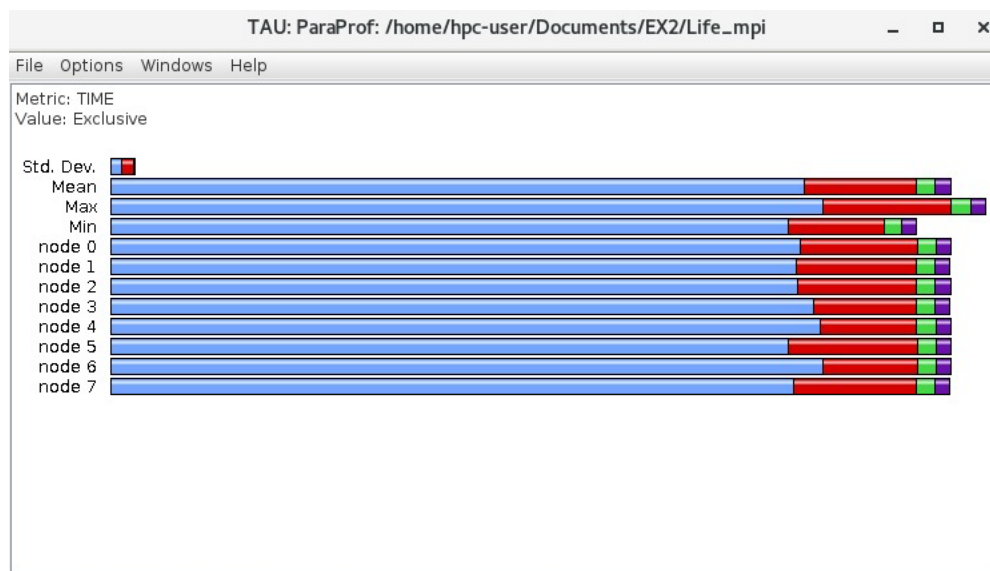 TAU: ParaProf: /home/hpc-user/Documents/EX2/Life_mpi
File Options Windows Help
Metric: TIME
Value: Exclusive
Std. Dev.
Mean
Max
Min
node 0
node 1
node 2
node 3
node 4
node 5
node 6
node 7